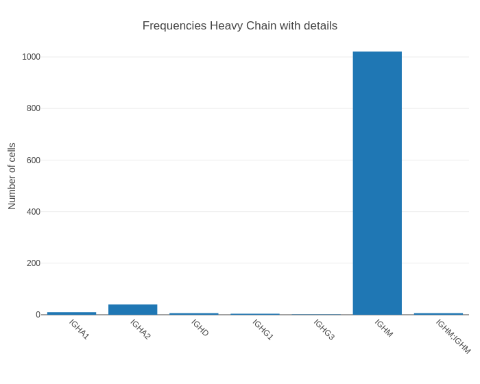 Frequencies Heavy Chain with details
Number of cells
1000
800
600
400
200
0
IGHA1
IGHA2
IGHD
IGHG1
IGHG3
IGHM
IGHM;IGHM